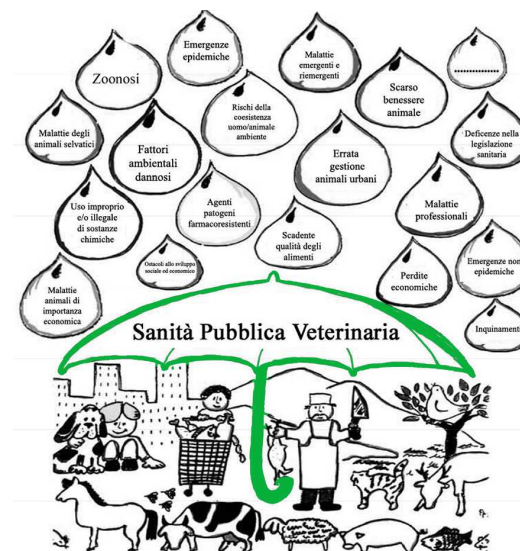 Zoonosi
Emergenze
epidemiche
Malattie
emergenti e
riemergenti
Scarso
benessere
animale
................
Malattie degli
animali selvatici
Fattori
ambientali
dannosi
Rischi della
coesistenza
uomo/animale
ambiente
Errata
gestione
animali urbani
Deficenze nella
legislazione
sanitaria
Uso improprio
e/o illegale
di sostanze
chimiche
Agenti
patogeni
farmacoresistenti
Scadente
qualità degli
alimenti
Malattie
professionali
Malattie
animali di
importanza
economica
Ostacoli allo sviluppo
sociale ed economico
Perdite
economiche
Emergenze non
epidemiche
Inquinament
Sanità Pubblica Veterinaria